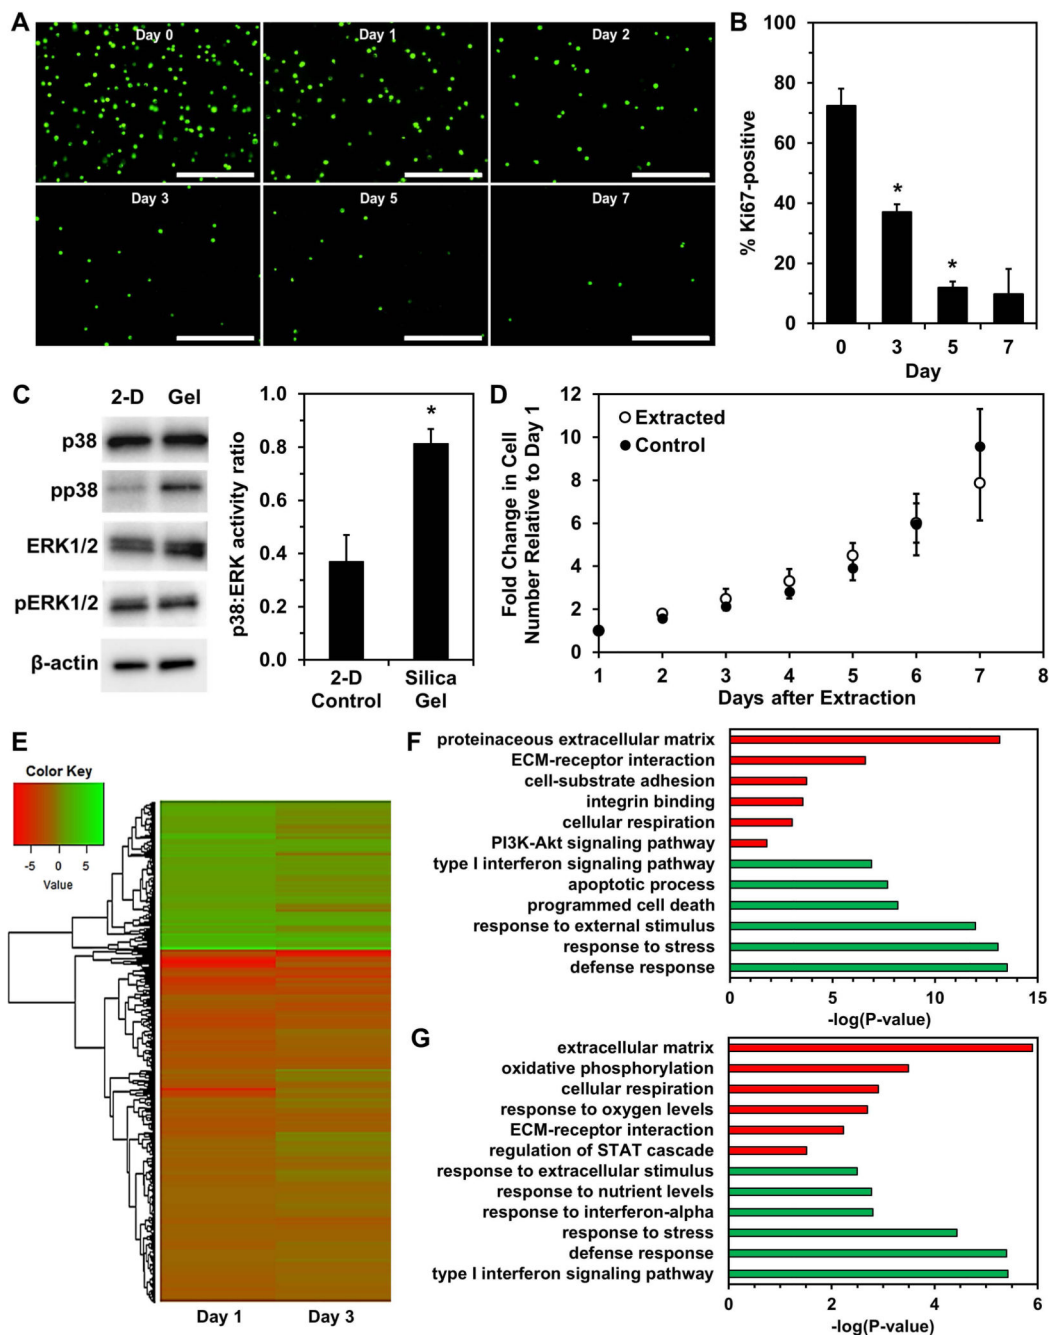 A
Day 0
Day 1
Day 2
Day 3
Day 5
Day 7
B
% Ki67-positive
100
80
60
40
20
0
*
*
0 3 5 7
Day
C
2-D Gel
p38
pp38
ERK1/2
pERK1/2
β-actin
p38:ERK activity ratio
1.0
0.8
0.6
0.4
0.2
0.0
*
2-D
Control
Silica
Gel
D
Fold Change in Cell
Number Relative to Day 1
12
10
8
6
4
2
0
Extracted
Control
1 2 3 4 5 6 7 8
Days after Extraction
E
Color Key
-5 0 5
Value
Day 1 Day 3
F
proteinaceous extracellular matrix
ECM-receptor interaction
cell-substrate adhesion
integrin binding
cellular respiration
PI3K-Akt signaling pathway
type I interferon signaling pathway
apoptotic process
programmed cell death
response to external stimulus
response to stress
defense response
0 5 10 15
-log(P-value)
G
extracellular matrix
oxidative phosphorylation
cellular respiration
response to oxygen levels
ECM-receptor interaction
regulation of STAT cascade
response to extracellular stimulus
response to nutrient levels
response to interferon-alpha
response to stress
defense response
type I interferon signaling pathway
0 2 4 6
-log(P-value)